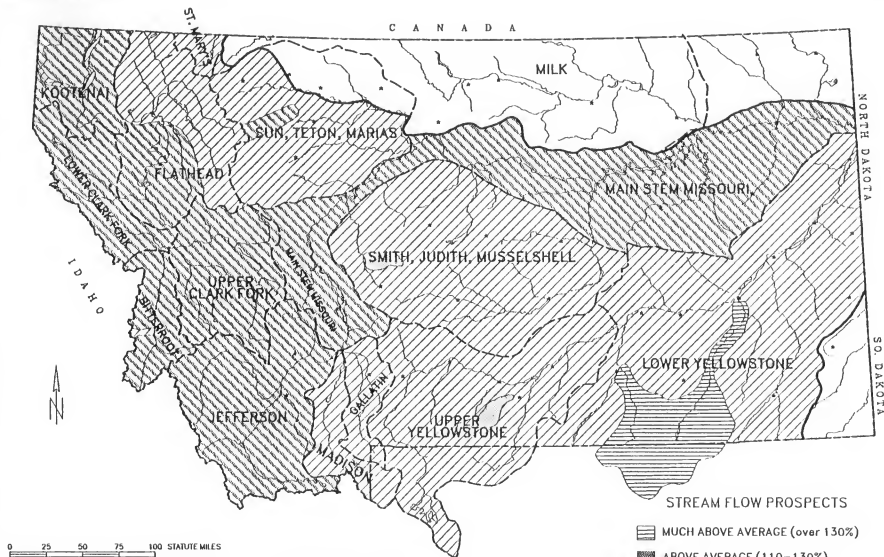 CANADA
ST. MARY
KOOTENAI
MILK
SUN, TETON, MARIAS
NORTH DAKOTA
LOWER CLARK FORK
FLATHEAD
MAIN STEM MISSOURI
SMITH, JUDITH, MUSSELSHELL
MAIN STEM MISSOURI
UPPER
CLARK FORK
IDAHO
BITTERROOT
LOWER YELLOWSTONE
SO. DAKOTA
N
JEFFERSON
GALLATIN
UPPER
YELLOWSTONE
MADISON
STREAM FLOW PROSPECTS
MUCH ABOVE AVERAGE (over 130%)
0 25 50 75 100 STATUTE MILES
ABOVE AVERAGE (110-130%)